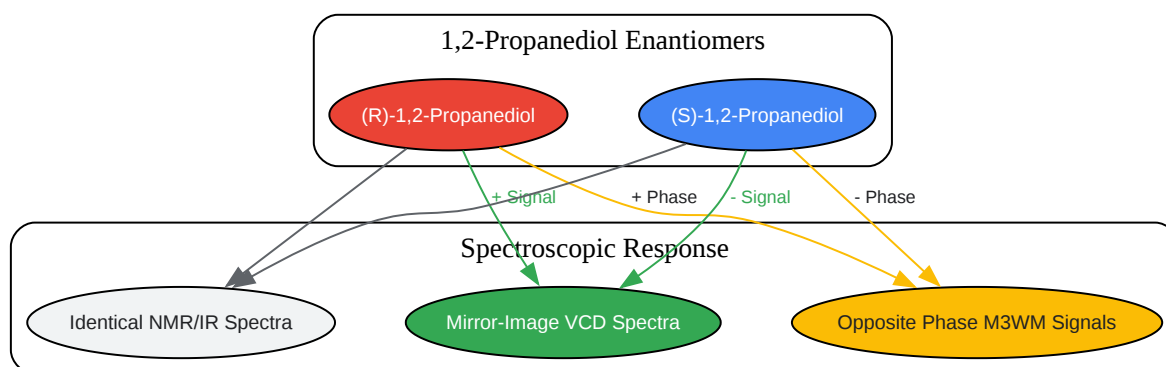 1,2-Propanediol Enantiomers
(R)-1,2-Propanediol
(S)-1,2-Propanediol
+ Signal
+ Phase
- Signal
- Phase
Spectroscopic Response
Identical NMR/IR Spectra
Mirror-Image VCD Spectra
Opposite Phase M3WM Signals